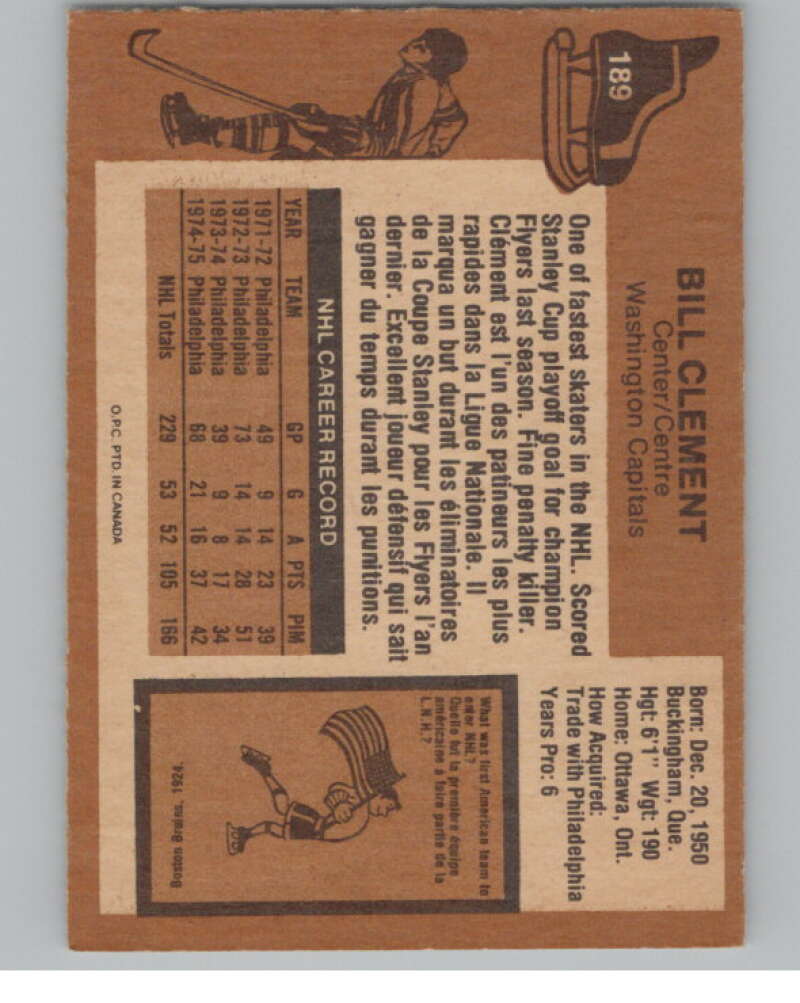 189
BILL CLEMENT
Center/Centre
Washington Capitals
Born: Dec. 20, 1950
Buckingham, Que.
Hgt: 6'1" Wgt: 190
Home: Ottawa, Ont.
How Acquired:
Trade with Philadelphia
Years Pro: 6
One of fastest skaters in the NHL. Scored
Stanley Cup playoff goal for champion
Flyers last season. Fine penalty killer.
Clément est l'un des patineurs les plus
rapides dans la Ligue Nationale. Il
marqua un but durant les éliminatoires
de la Coupe Stanley pour les Flyers l'an
dernier. Excellent joueur défensif qui sait
gagner du temps durant les punitions.
NHL CAREER RECORD
YEAR TEAM GP G A PTS PIM
1971-72 Philadelphia 49 9 14 23 39
1972-73 Philadelphia 73 14 14 28 51
1973-74 Philadelphia 39 9 8 17 34
1974-75 Philadelphia 68 21 16 37 42
NHL Totals 229 53 52 105 166
What was first American team to
enter NHL?
Quelle fut la première équipe
américaine à faire partie de la
L.N.H.?
Boston Bruins, 1924.
O.P.C. PTD. IN CANADA